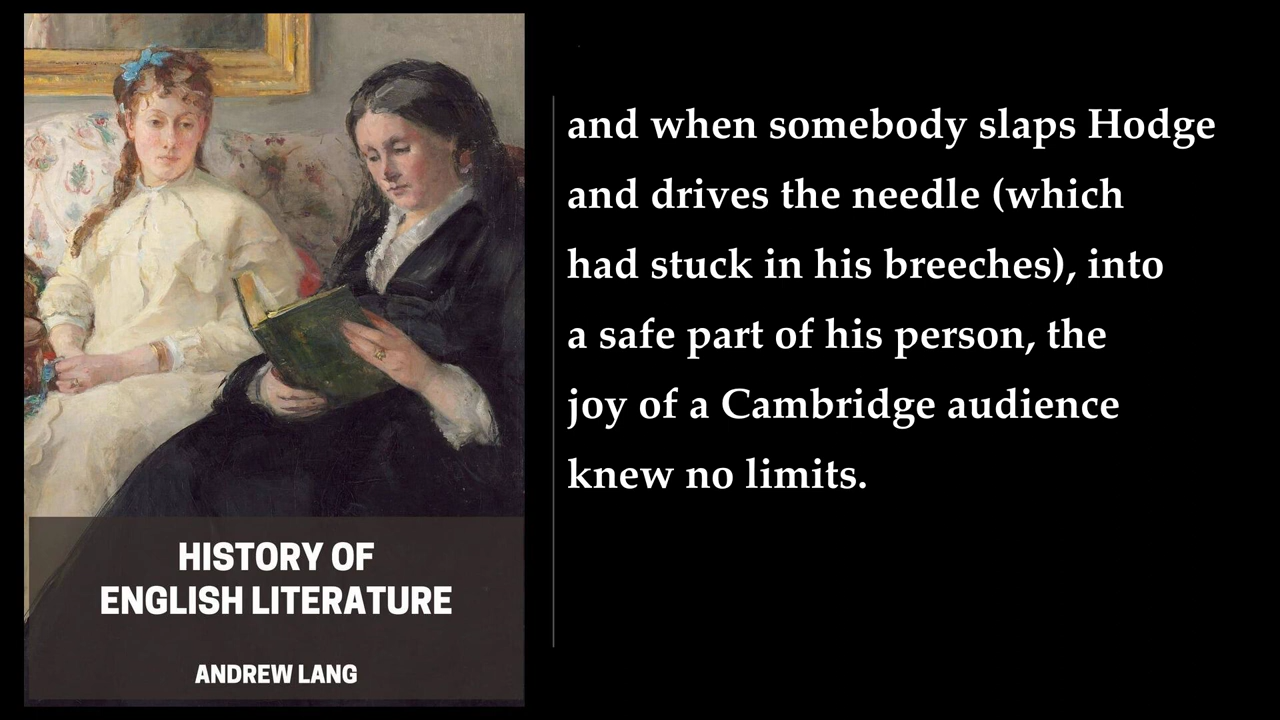 and when somebody slaps Hodge
and drives the needle (which
had stuck in his breeches), into
a safe part of his person, the
joy of a Cambridge audience
knew no limits.
HISTORY OF
ENGLISH LITERATURE
ANDREW LANG